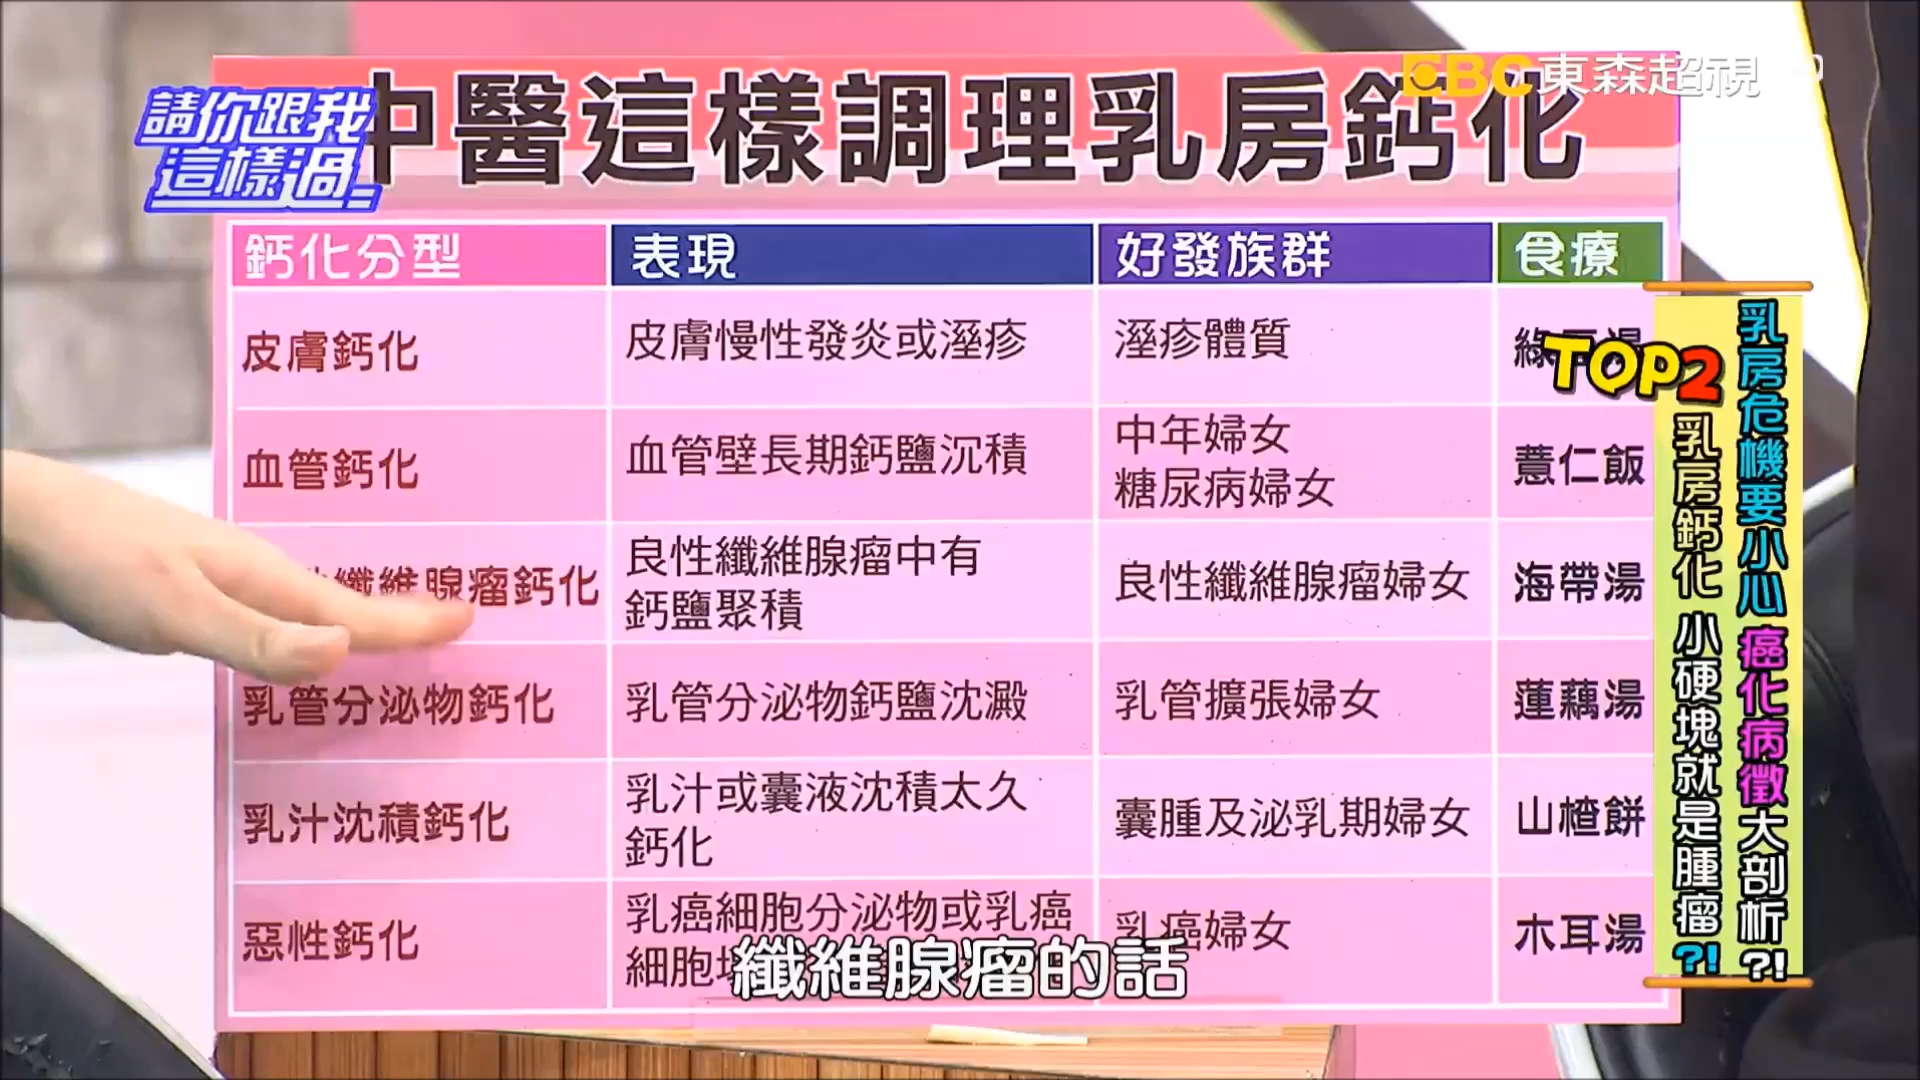 EBC東森超視
請你跟我
這樣過
中醫這樣調理乳房鈣化
鈣化分型 表現 好發族群 食療
皮膚鈣化 皮膚慢性發炎或溼疹 溼疹體質
血管鈣化 血管壁長期鈣鹽沉積 中年婦女
糖尿病婦女 薏仁飯
纖維腺瘤鈣化 良性纖維腺瘤中有
鈣鹽聚積 良性纖維腺瘤婦女 海帶湯
乳管分泌物鈣化 乳管分泌物鈣鹽沈澱 乳管擴張婦女 蓮藕湯
乳汁沈積鈣化 乳汁或囊液沈積太久
鈣化 囊腫及泌乳期婦女 山楂餅
惡性鈣化 乳癌細胞分泌物或乳癌
細胞 乳癌婦女 木耳湯
乳房危機要小心 癌化病徵大剖析?!
TOP2
乳房鈣化 小硬塊就是腫瘤?!
纖維腺瘤的話